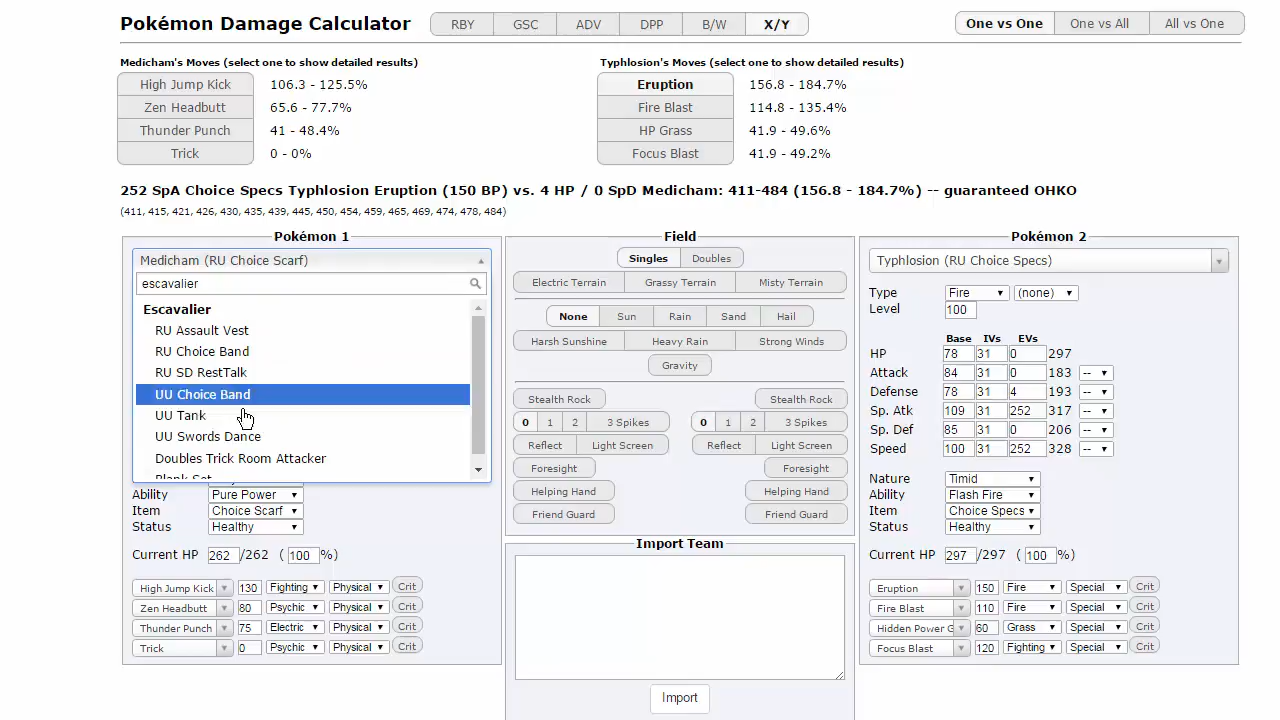 Pokémon Damage Calculator RBY GSC ADV DPP B/W X/Y One vs One One vs All All vs One
Medicham's Moves (select one to show detailed results) Typhlosion's Moves (select one to show detailed results)
High Jump Kick 106.3 - 125.5% Eruption 156.8 - 184.7%
Zen Headbutt 65.6 - 77.7% Fire Blast 114.8 - 135.4%
Thunder Punch 41 - 48.4% HP Grass 41.9 - 49.6%
Trick 0 - 0% Focus Blast 41.9 - 49.2%
252 SpA Choice Specs Typhlosion Eruption (150 BP) vs. 4 HP / 0 SpD Medicham: 411-484 (156.8 - 184.7%) -- guaranteed OHKO
(411, 415, 421, 426, 430, 435, 439, 445, 450, 454, 459, 465, 469, 474, 478, 484)
Pokémon 1
Medicham (RU Choice Scarf)
escavalier
Escavalier
RU Assault Vest
RU Choice Band
RU SD RestTalk
UU Choice Band
UU Tank
UU Swords Dance
Doubles Trick Room Attacker
Blank Set
Ability Pure Power
Item Choice Scarf
Status Healthy
Current HP 262 /262 ( 100 %)
High Jump Kick 130 Fighting Physical Crit
Zen Headbutt 80 Psychic Physical Crit
Thunder Punch 75 Electric Physical Crit
Trick 0 Psychic Physical Crit
Field
Singles Doubles
Electric Terrain Grassy Terrain Misty Terrain
None Sun Rain Sand Hail
Harsh Sunshine Heavy Rain Strong Winds
Gravity
Stealth Rock Stealth Rock
0 1 2 3 Spikes 0 1 2 3 Spikes
Reflect Light Screen Reflect Light Screen
Foresight Foresight
Helping Hand Helping Hand
Friend Guard Friend Guard
Import Team
Import
Pokémon 2
Typhlosion (RU Choice Specs)
Type Fire (none)
Level 100
Base IVs EVs
HP 78 31 0 297
Attack 84 31 0 183 --
Defense 78 31 4 193 --
Sp. Atk 109 31 252 317 --
Sp. Def 85 31 0 206 --
Speed 100 31 252 328 --
Nature Timid
Ability Flash Fire
Item Choice Specs
Status Healthy
Current HP 297 /297 ( 100 %)
Eruption 150 Fire Special Crit
Fire Blast 110 Fire Special Crit
Hidden Power G 60 Grass Special Crit
Focus Blast 120 Fighting Special Crit